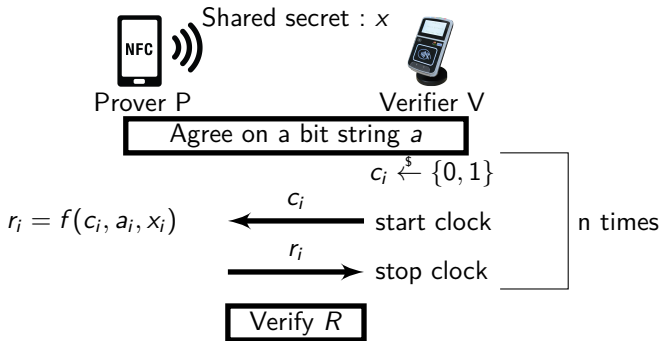 Shared secret : x
NFC
Prover P
Verifier V
Agree on a bit string a
c_i ←$ {0, 1}
c_i
r_i = f(c_i, a_i, x_i)
start clock
n times
r_i
stop clock
Verify R